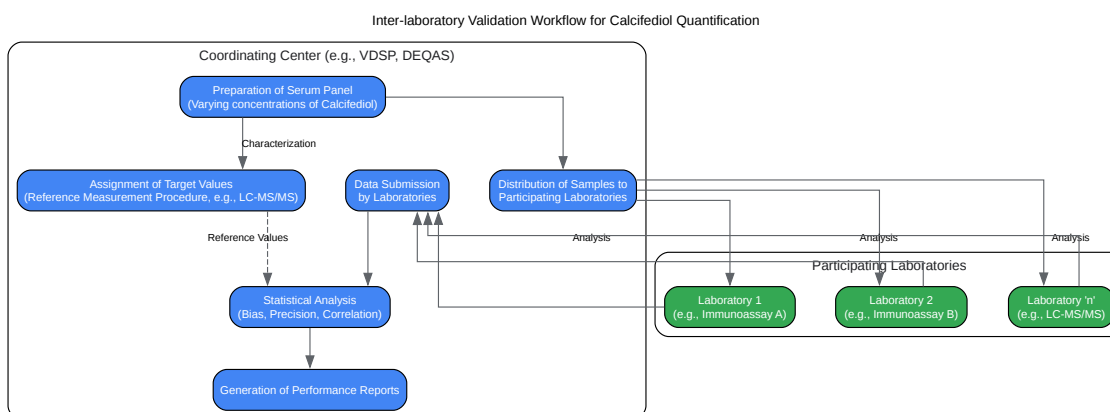 Inter-laboratory Validation Workflow for Calcifediol Quantification
Coordinating Center (e.g., VDSP, DEQAS)
Preparation of Serum Panel
(Varying concentrations of Calcifediol)
Characterization
Assignment of Target Values
(Reference Measurement Procedure, e.g., LC-MS/MS)
Data Submission
by Laboratories
Distribution of Samples to
Participating Laboratories
Reference Values
Analysis
Analysis
Analysis
Participating Laboratories
Statistical Analysis
(Bias, Precision, Correlation)
Laboratory 1
(e.g., Immunoassay A)
Laboratory 2
(e.g., Immunoassay B)
Laboratory 'n'
(e.g., LC-MS/MS)
Generation of Performance Reports